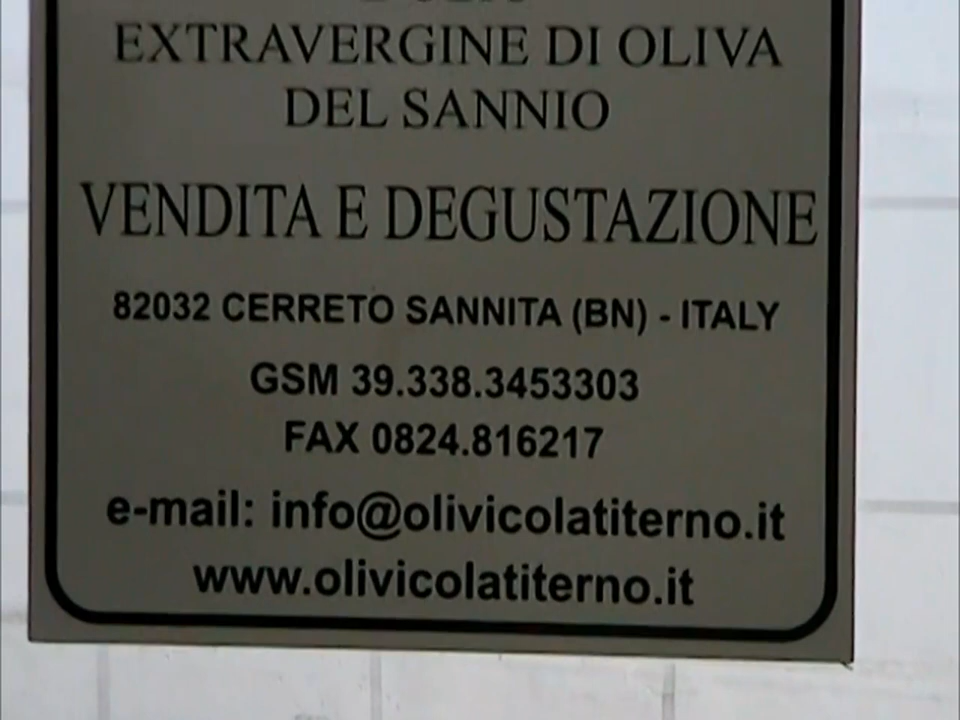 EXTRAVERGINE DI OLIVA
DEL SANNIO
VENDITA E DEGUSTAZIONE
82032 CERRETO SANNITA (BN) - ITALY
GSM 39.338.3453303
FAX 0824.816217
e-mail: info@olivicolatiterno.it
www.olivicolatiterno.it